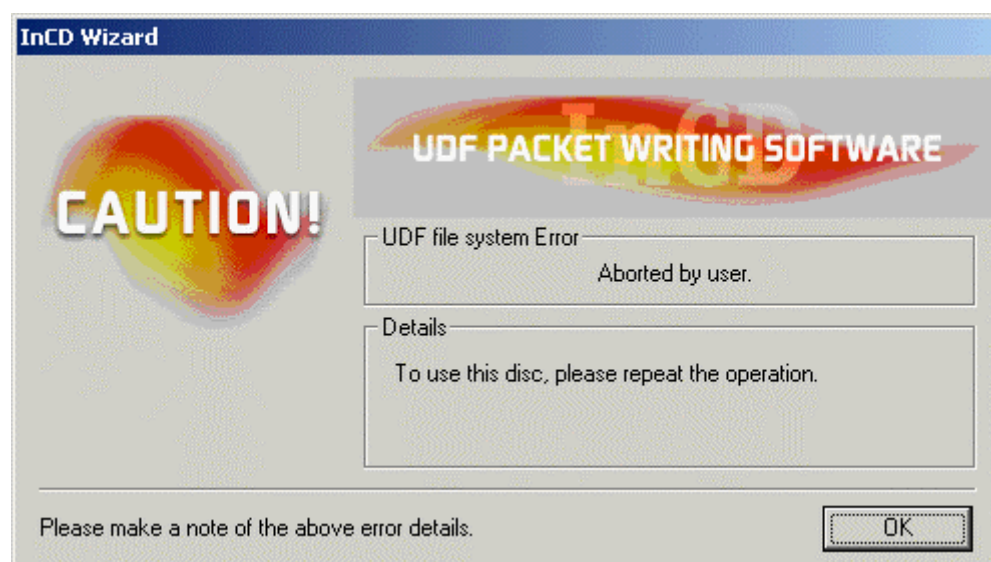 InCD Wizard
InCD
UDF PACKET WRITING SOFTWARE
CAUTION!
UDF file system Error
Aborted by user.
Details
To use this disc, please repeat the operation.
Please make a note of the above error details.
OK